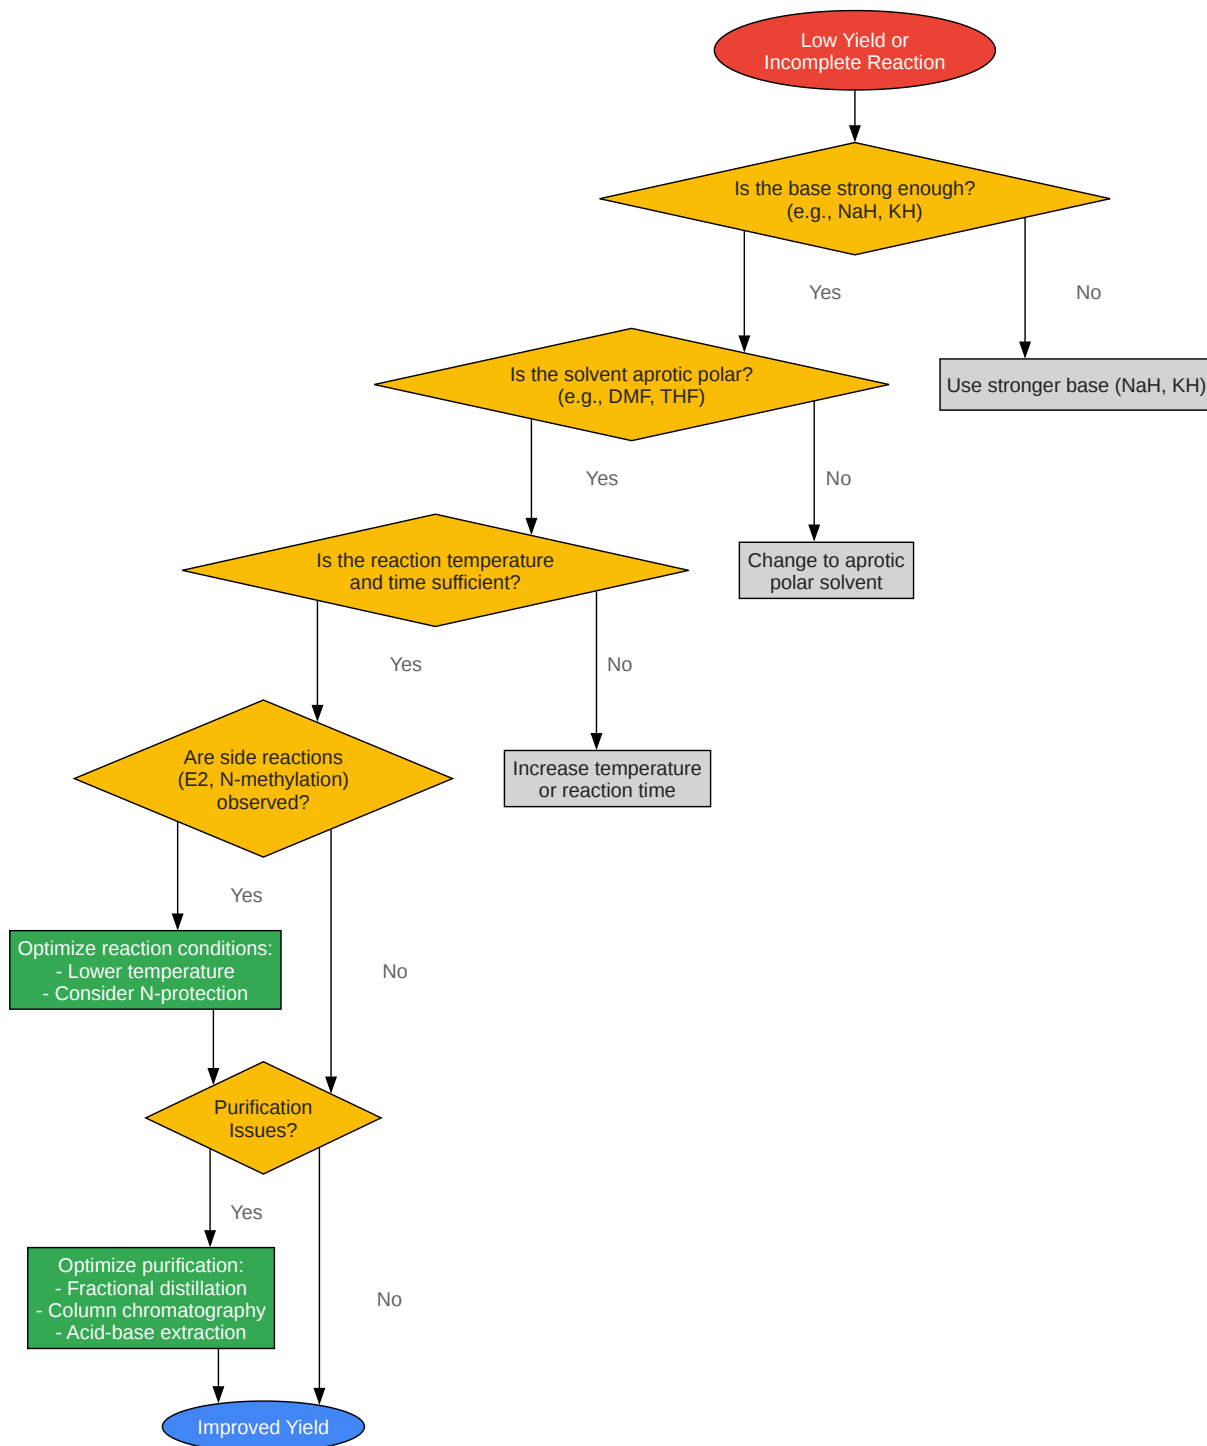 Low Yield or
Incomplete Reaction
Is the base strong enough?
(e.g., NaH, KH)
Yes
No
Is the solvent aprotic polar?
(e.g., DMF, THF)
Use stronger base (NaH, KH)
Yes
No
Is the reaction temperature
and time sufficient?
Change to aprotic
polar solvent
Yes
No
Are side reactions
(E2, N-methylation)
observed?
Increase temperature
or reaction time
Yes
Optimize reaction conditions:
- Lower temperature
- Consider N-protection
No
Purification
Issues?
Yes
Optimize purification:
- Fractional distillation
- Column chromatography
- Acid-base extraction
No
Improved Yield